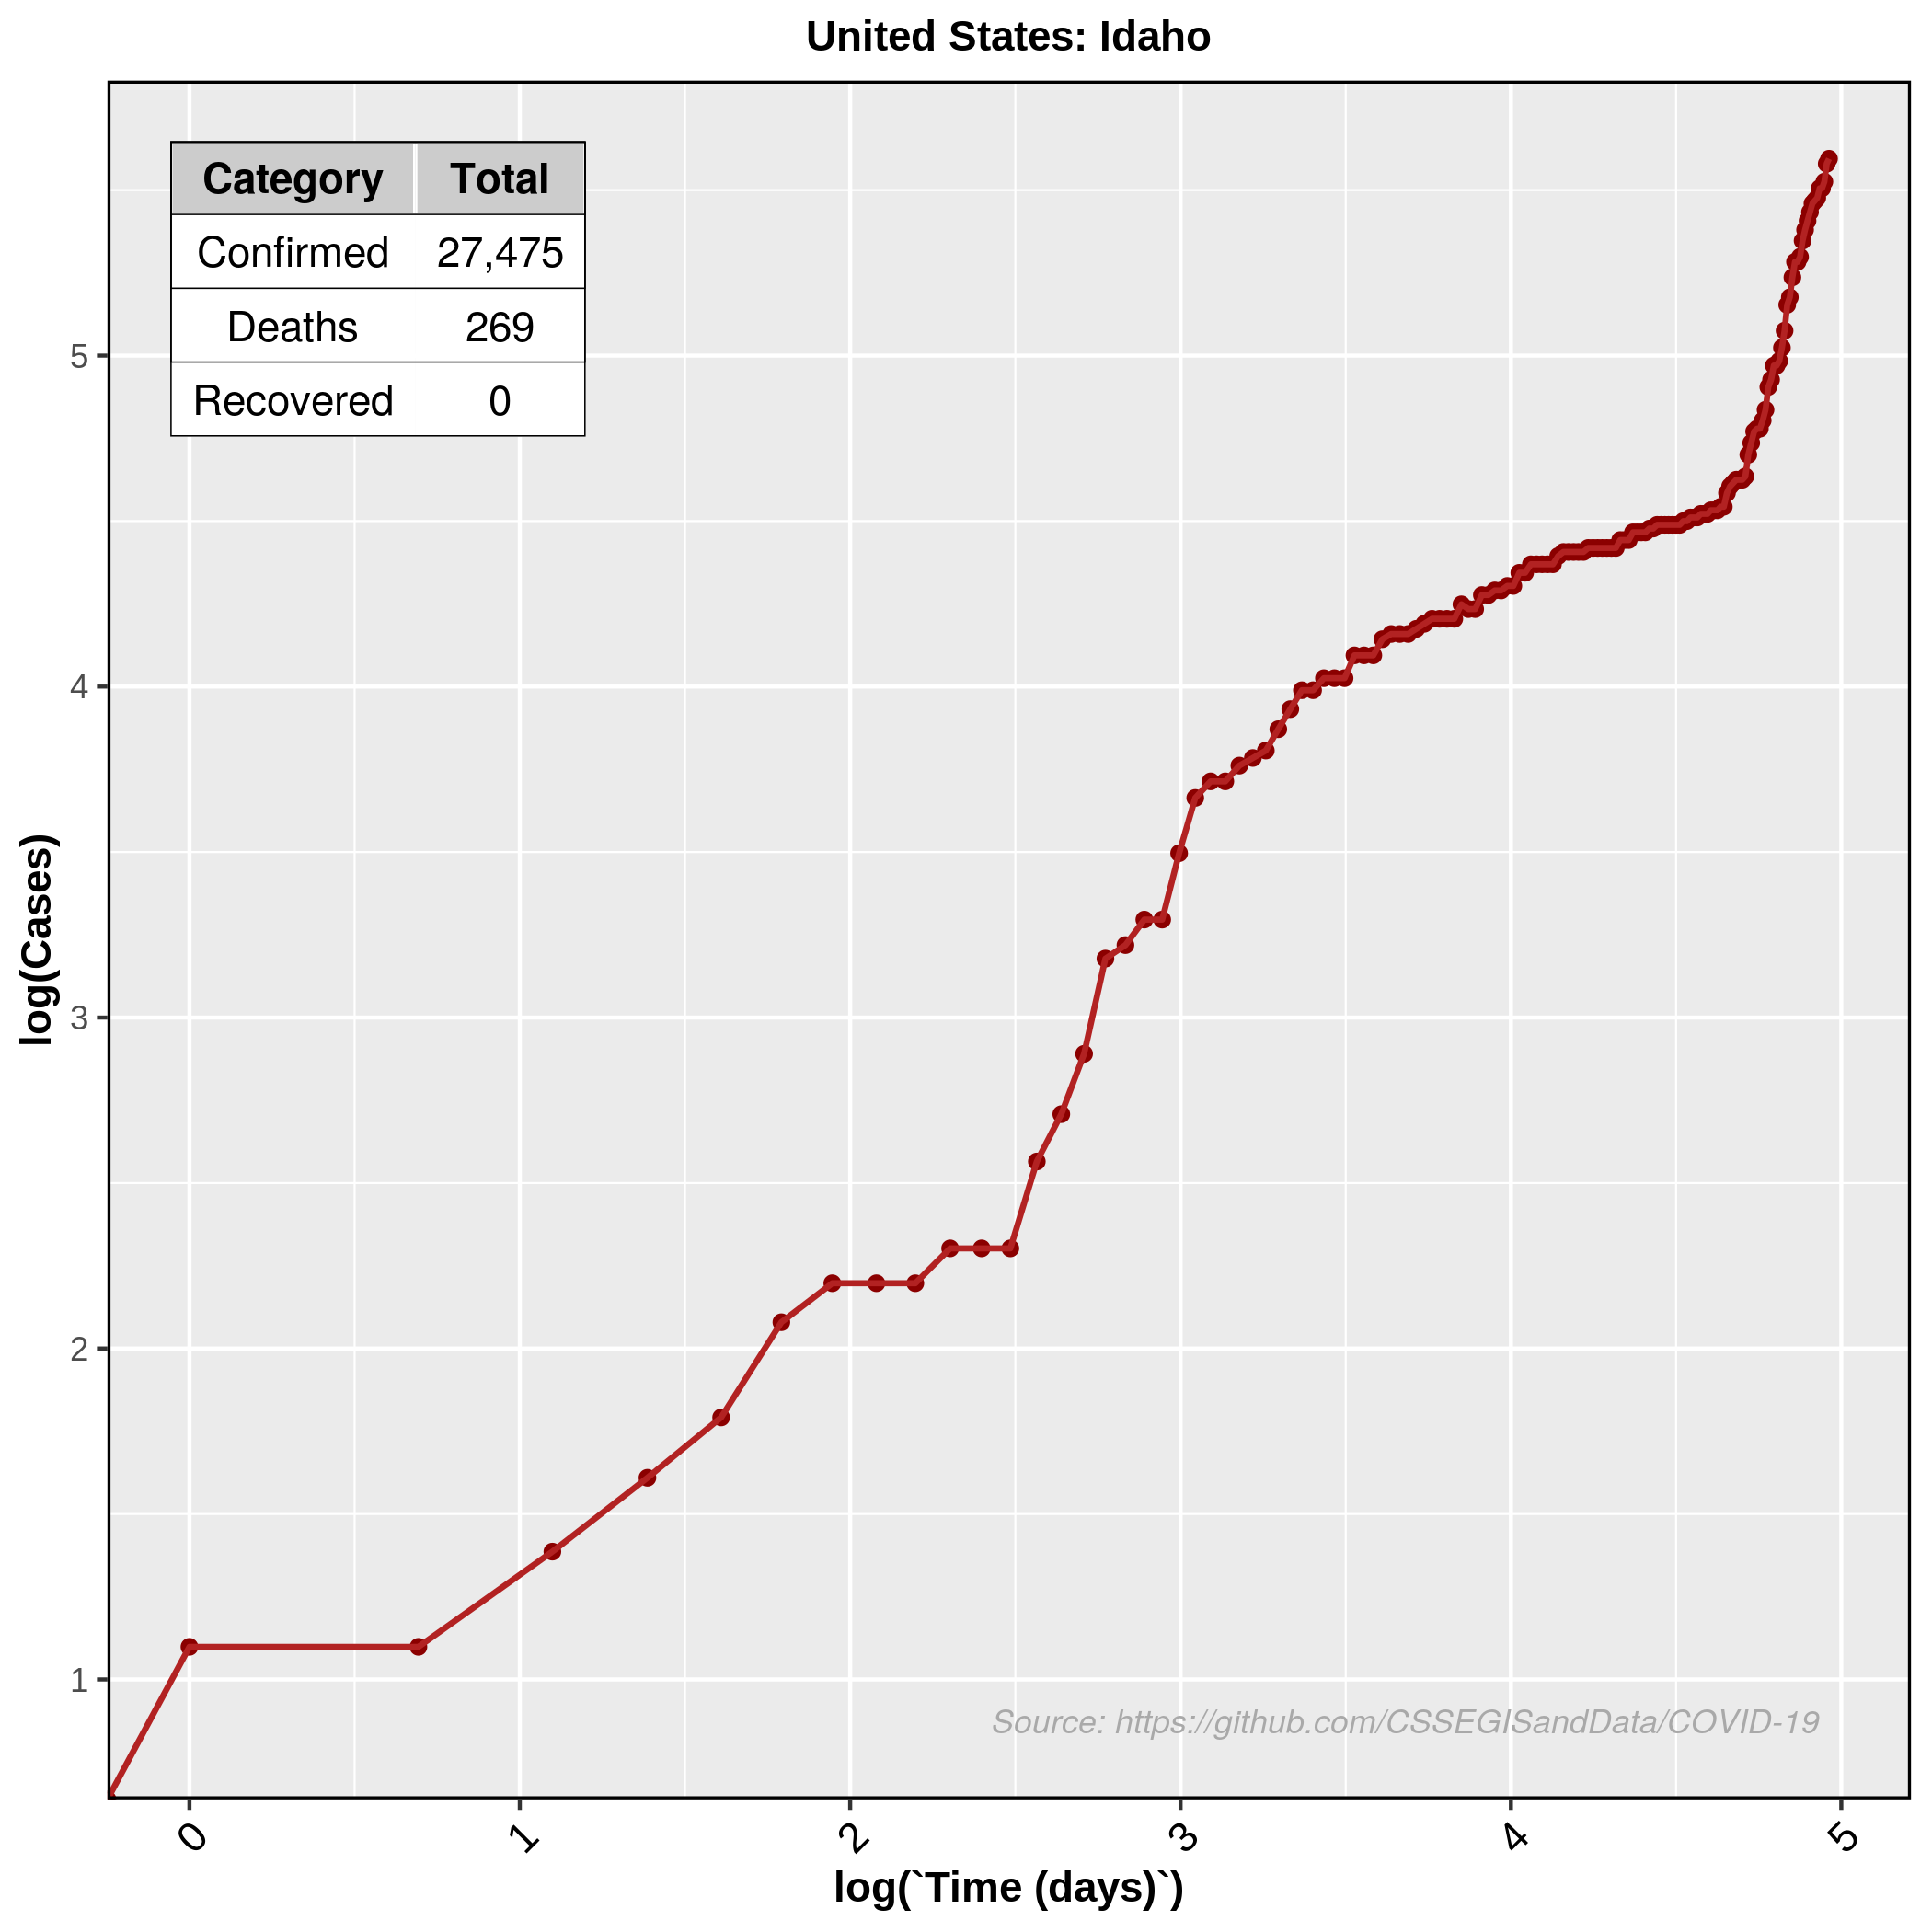 United States: Idaho
Category Total
Confirmed 27,475
Deaths 269
Recovered 0
5
4
3
2
1
log(Cases)
Source: https://github.com/CSSEGISandData/COVID-19
0 1 2 3 4 5
log(`Time (days)`)